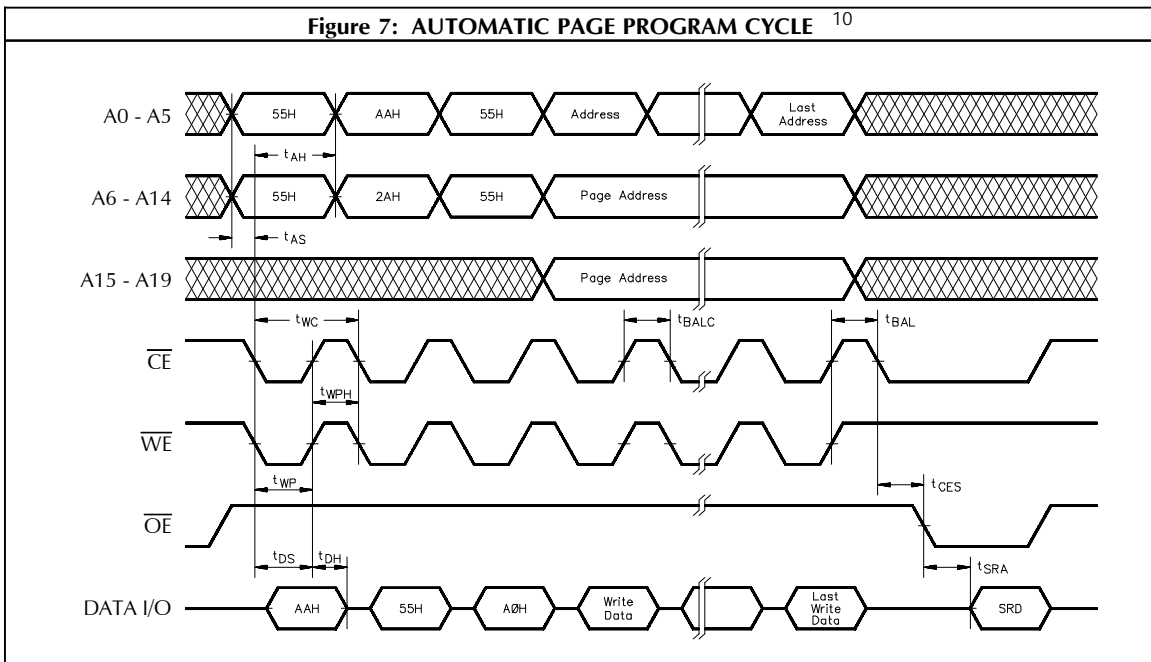 Figure 7: AUTOMATIC PAGE PROGRAM CYCLE 10
A0 - A5 55H AAH 55H Address Last Address
tAH
A6 - A14 55H 2AH 55H Page Address
tAS
A15 - A19 Page Address
tWC tBALC tBAL
CE
tWPH
WE
tWP tCES
OE
tDS tDH tSRA
DATA I/O AAH 55H AØH Write Data Last Write Data SRD